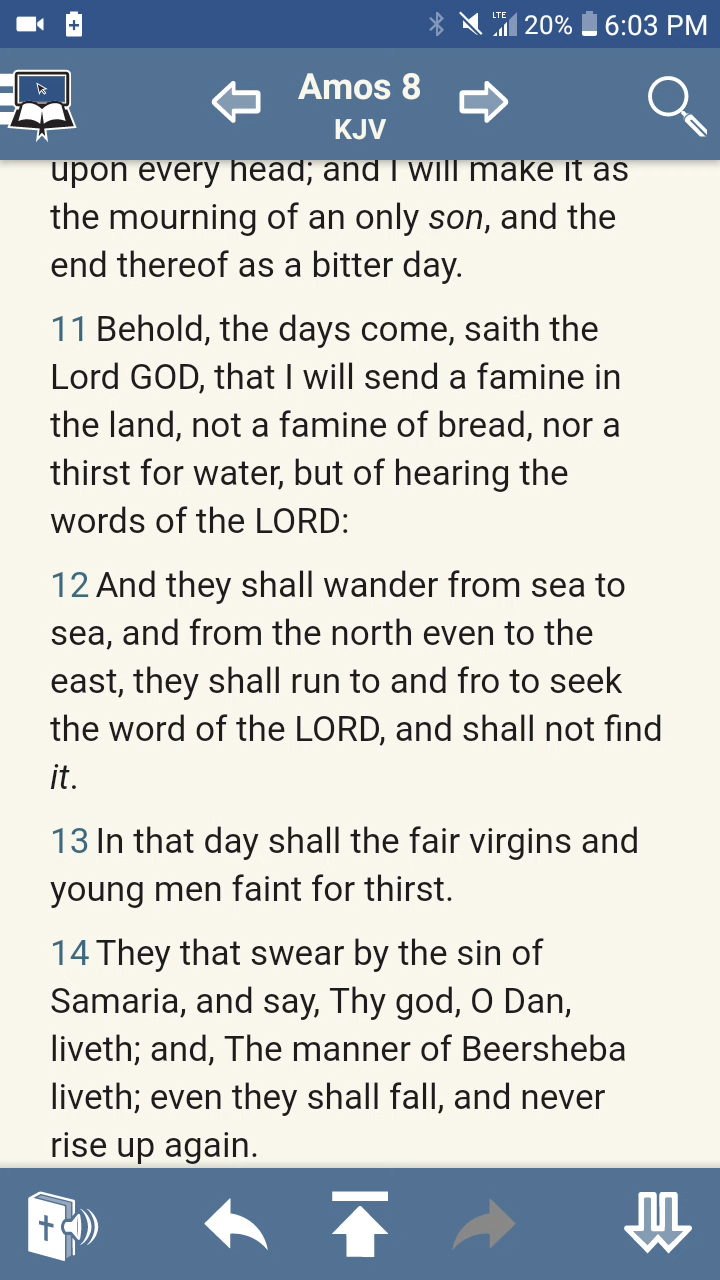 LTE 20% 6:03 PM
Amos 8
KJV
upon every head; and I will make it as
the mourning of an only son, and the
end thereof as a bitter day.
11 Behold, the days come, saith the
Lord GOD, that I will send a famine in
the land, not a famine of bread, nor a
thirst for water, but of hearing the
words of the LORD:
12 And they shall wander from sea to
sea, and from the north even to the
east, they shall run to and fro to seek
the word of the LORD, and shall not find
it.
13 In that day shall the fair virgins and
young men faint for thirst.
14 They that swear by the sin of
Samaria, and say, Thy god, O Dan,
liveth; and, The manner of Beersheba
liveth; even they shall fall, and never
rise up again.